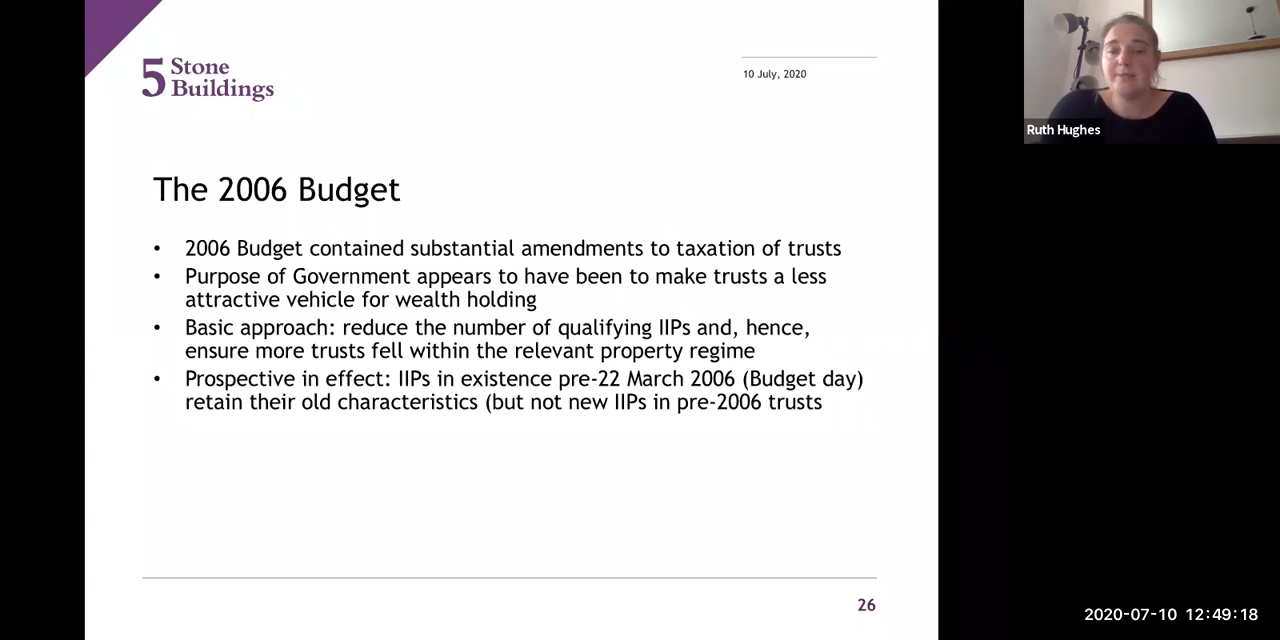 5 Stone
Buildings
10 July, 2020
Ruth Hughes
The 2006 Budget
• 2006 Budget contained substantial amendments to taxation of trusts
• Purpose of Government appears to have been to make trusts a less
attractive vehicle for wealth holding
• Basic approach: reduce the number of qualifying IIPs and, hence,
ensure more trusts fell within the relevant property regime
• Prospective in effect: IIPs in existence pre-22 March 2006 (Budget day)
retain their old characteristics (but not new IIPs in pre-2006 trusts
26
2020-07-10 12:49:18